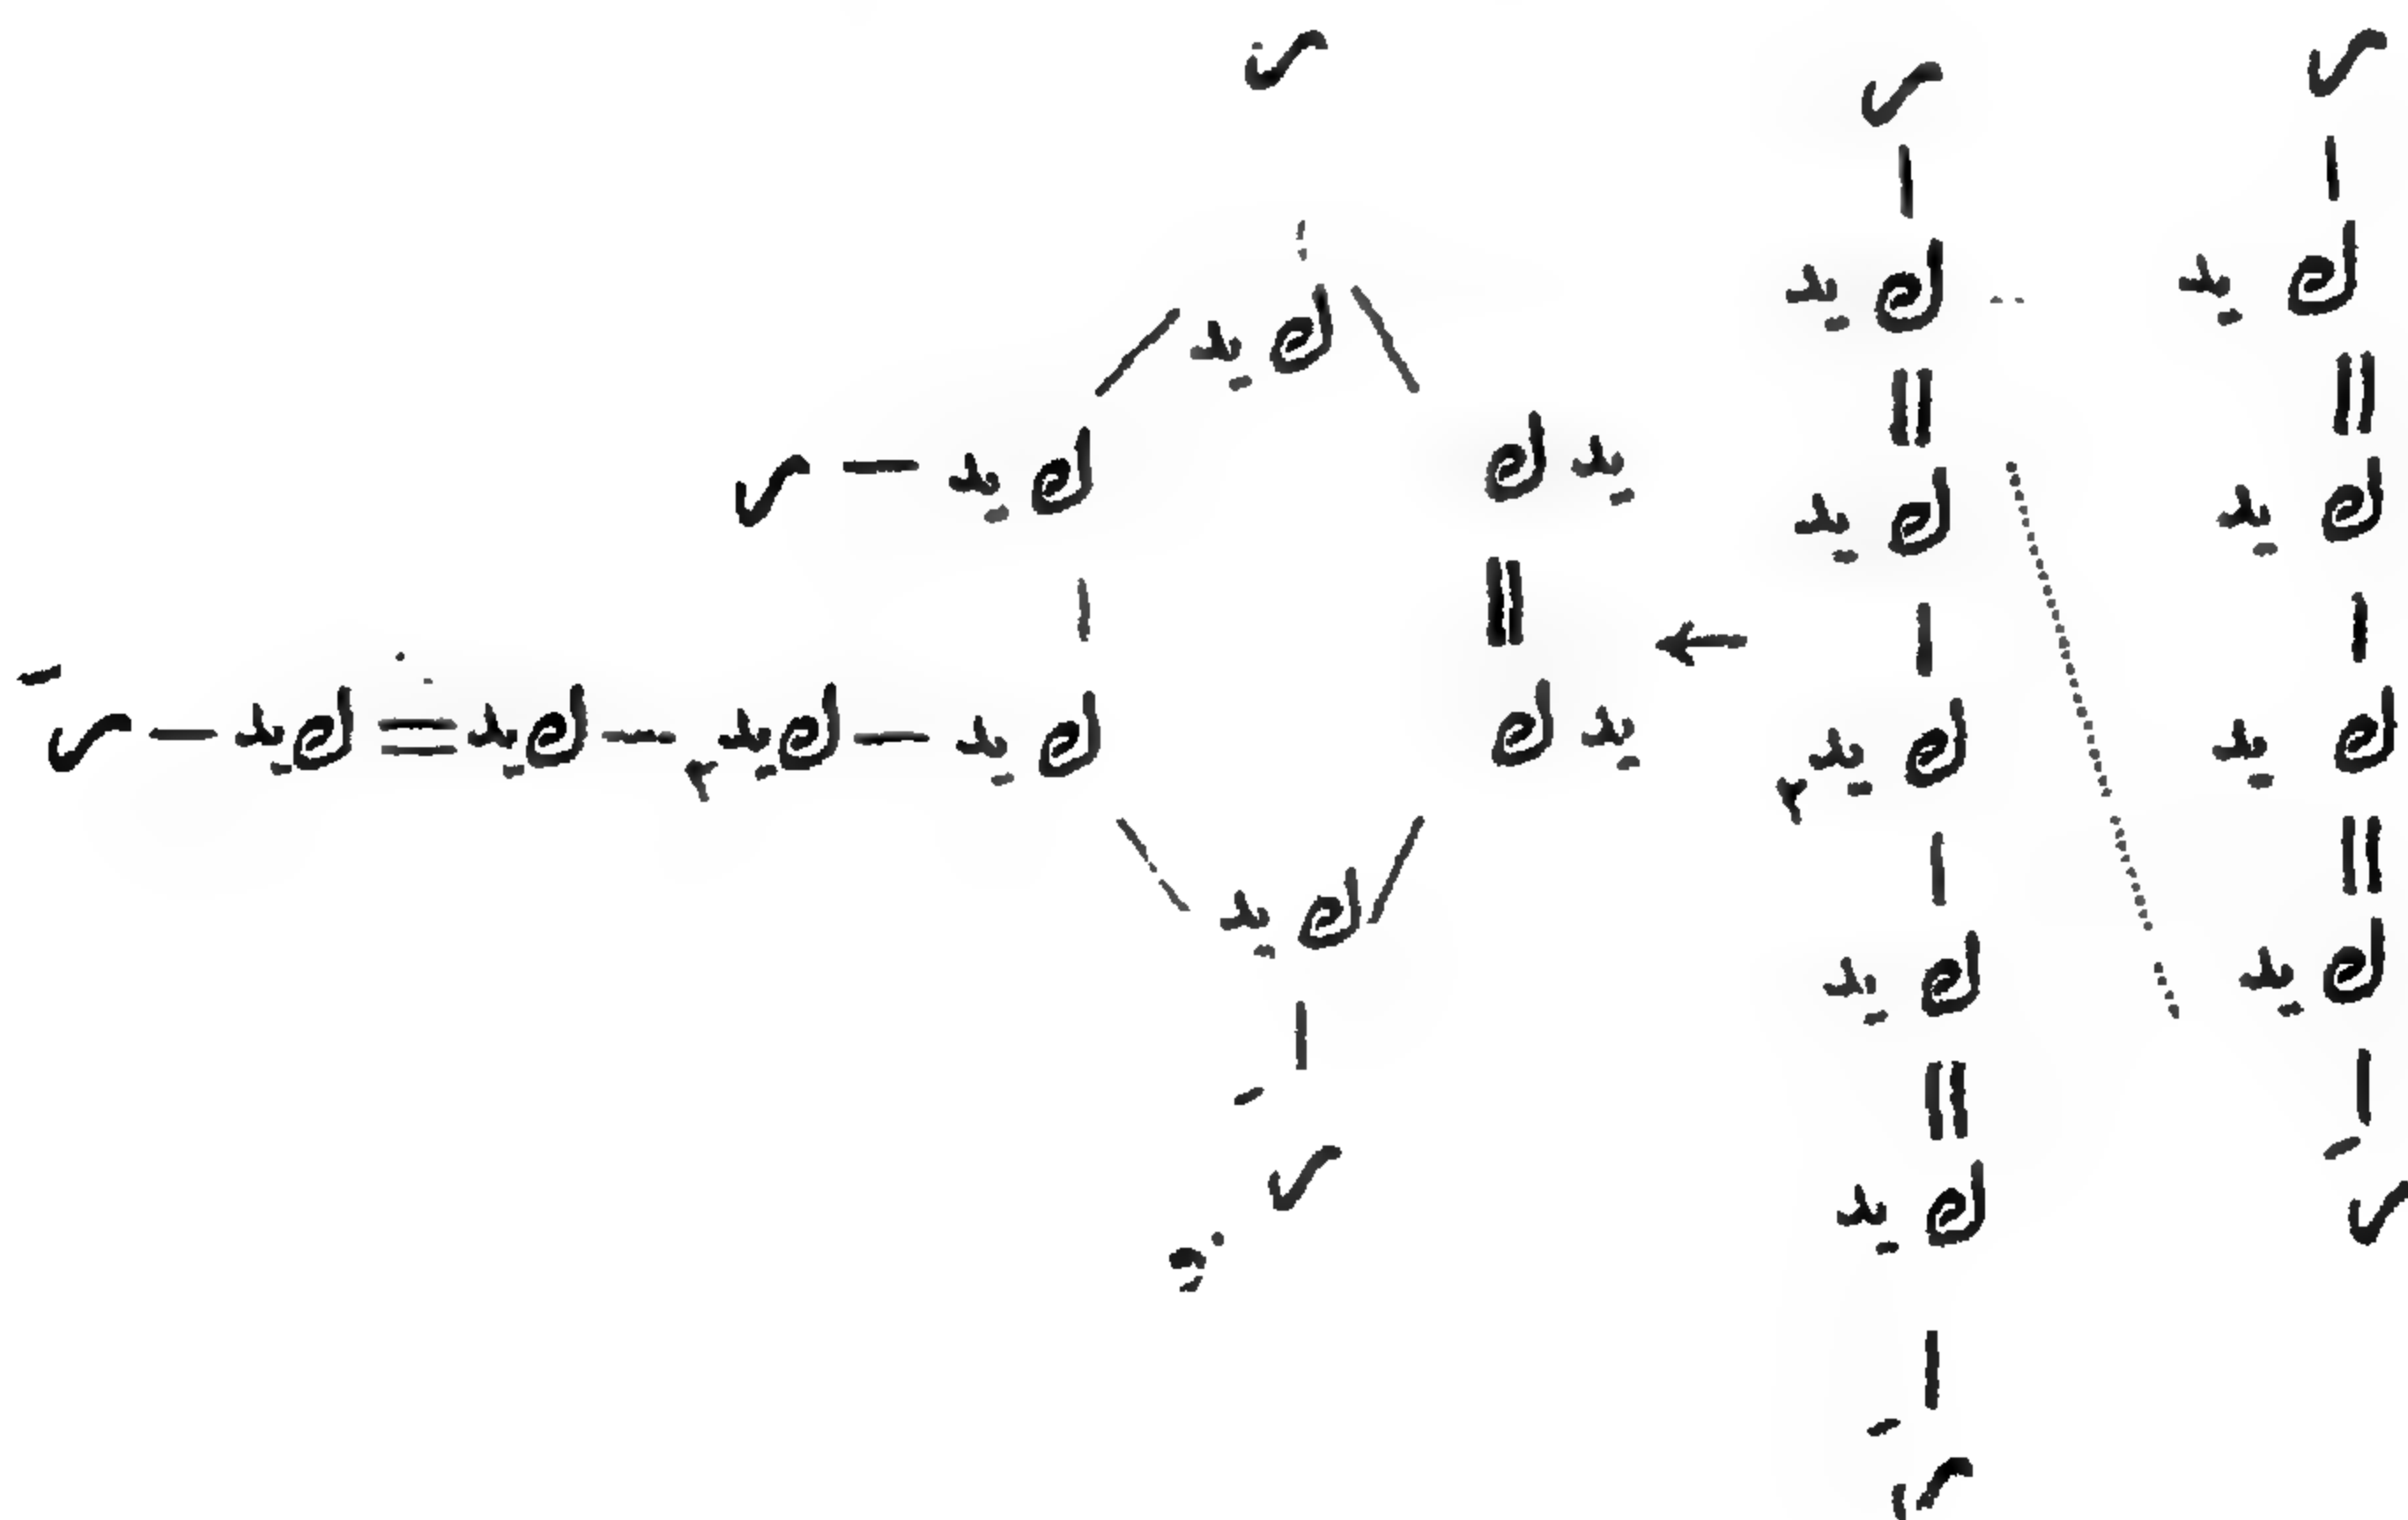 ر ر ر
ك يد ك يد ك يد
ك يد ك يد ك يد ك يد — ر
ك يد ك يد٢ ك يد ك يد — ك يد٢ — ك يد = ك يد — رَ
ك يد ك يد ك يد
رَ ك يد رَ
رَ